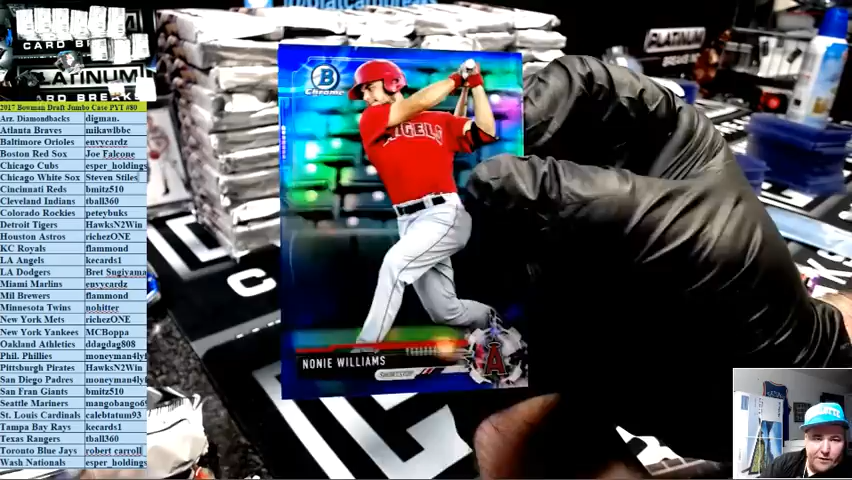 CARD BR
PLATINUM
ARD BREAK
2017 Bowman Draft Jumbo Case PYT #80
Arz. Diamondbacks digman.
Atlanta Braves mikawlbbc
Baltimore Orioles envycardz
Boston Red Sox Joe Falcone
Chicago Cubs esper_holdings
Chicago White Sox Steven Stiles
Cincinnati Reds bmitz510
Cleveland Indians tball360
Colorado Rockies peteybuks
Detroit Tigers HawksN2Win
Houston Astros richezONE
KC Royals flammond
LA Angels kecards1
LA Dodgers Bret Sugiyama
Miami Marlins envycardz
Mil Brewers flammond
Minnesota Twins nohitter
New York Mets richezONE
New York Yankees MCBoppa
Oakland Athletics ddagdag808
Phil. Phillies moneyman4lyf
Pittsburgh Pirates HawksN2Win
San Diego Padres moneyman4lyf
San Fran Giants bmitz510
Seattle Mariners mangobango69
St. Louis Cardinals calebtatum93
Tampa Bay Rays kecards1
Texas Rangers tball360
Toronto Blue Jays robert carroll
Wash Nationals esper_holdings
B
Chrome
ANGELS
NONIE WILLIAMS
SHORTSTOP
A
PLATINUM